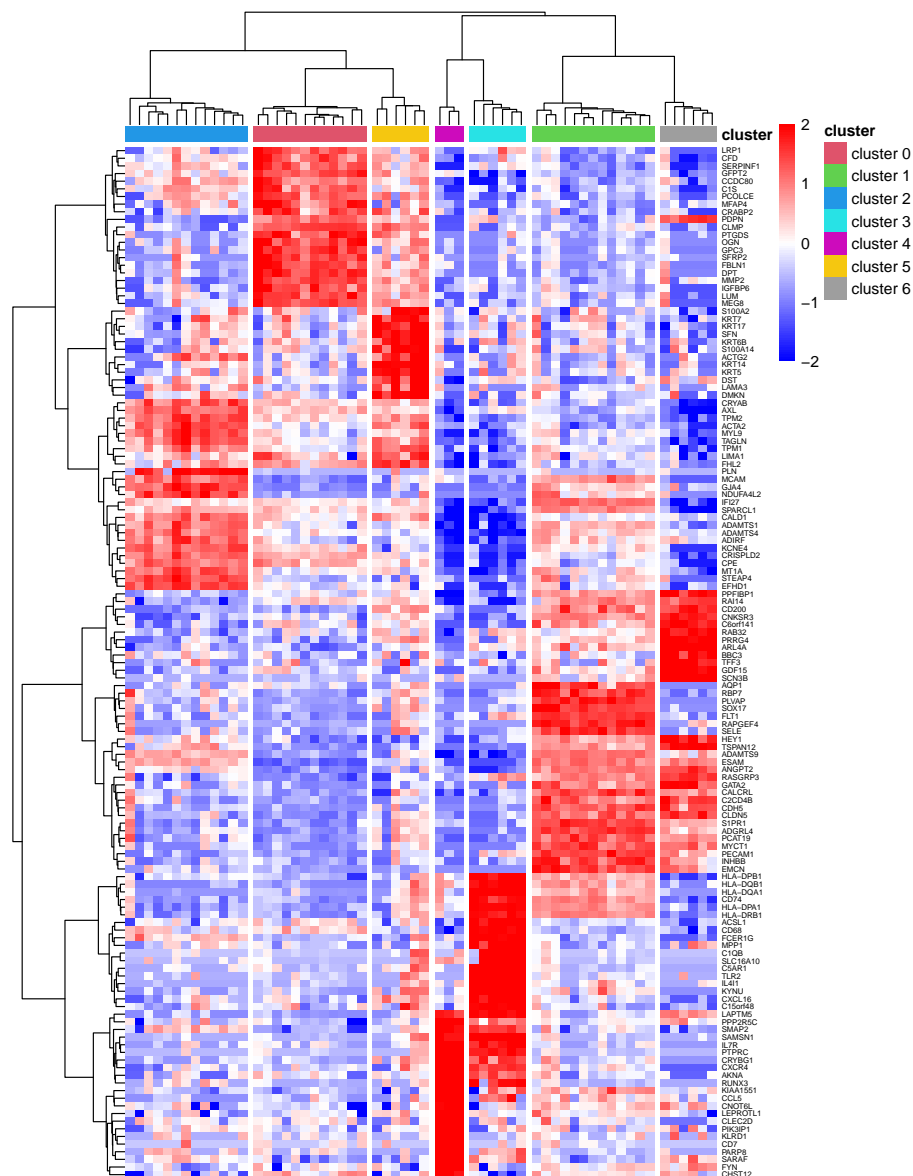 cluster
LRP1
CFD
SERPINF1
GFPT2
CCDC80
C1S
PCOLCE
MFAP4
CRABP2
PDPN
CLMP
PTGDS
OGN
GPC3
SFRP2
FBLN1
DPT
MMP2
IGFBP6
LUM
MEG8
S100A2
KRT7
KRT17
SFN
KRT6B
S100A14
ACTG2
KRT14
KRT5
DST
LAMA3
DMKN
CRYAB
AXL
TPM2
ACTA2
MYL9
TAGLN
TPM1
LIMA1
FHL2
PLN
MCAM
GJA4
NDUFA4L2
IFI27
SPARCL1
CALD1
ADAMTS1
ADAMTS4
ADIRF
KCNE4
CRISPLD2
CPE
MT1A
STEAP4
EFHD1
PPFIBP1
RAI14
CD200
CNKSR3
C6orf141
RAB32
PRRG4
ARL4A
BBC3
TFF3
GDF15
SCN3B
AQP1
RBP7
PLVAP
SOX17
FLT1
RAPGEF4
SELE
HEY1
TSPAN12
ADAMTS9
ESAM
ANGPT2
RASGRP3
GATA2
CALCRL
C2CD4B
CDH5
CLDN5
S1PR1
ADGRL4
PCAT19
MYCT1
PECAM1
INHBB
EMCN
HLA−DPB1
HLA−DQB1
HLA−DQA1
CD74
HLA−DPA1
HLA−DRB1
ACSL1
CD68
FCER1G
MPP1
C1QB
SLC16A10
C5AR1
TLR2
IL4I1
KYNU
CXCL16
C15orf48
LAPTM5
PPP2R5C
SMAP2
SAMSN1
IL7R
PTPRC
CRYBG1
CXCR4
AKNA
RUNX3
KIAA1551
CCL5
CNOT6L
LEPROTL1
CLEC2D
PIK3IP1
KLRD1
CD7
PARP8
SARAF
FYN
CHST12
2
1
0
−1
−2
cluster
cluster 0
cluster 1
cluster 2
cluster 3
cluster 4
cluster 5
cluster 6